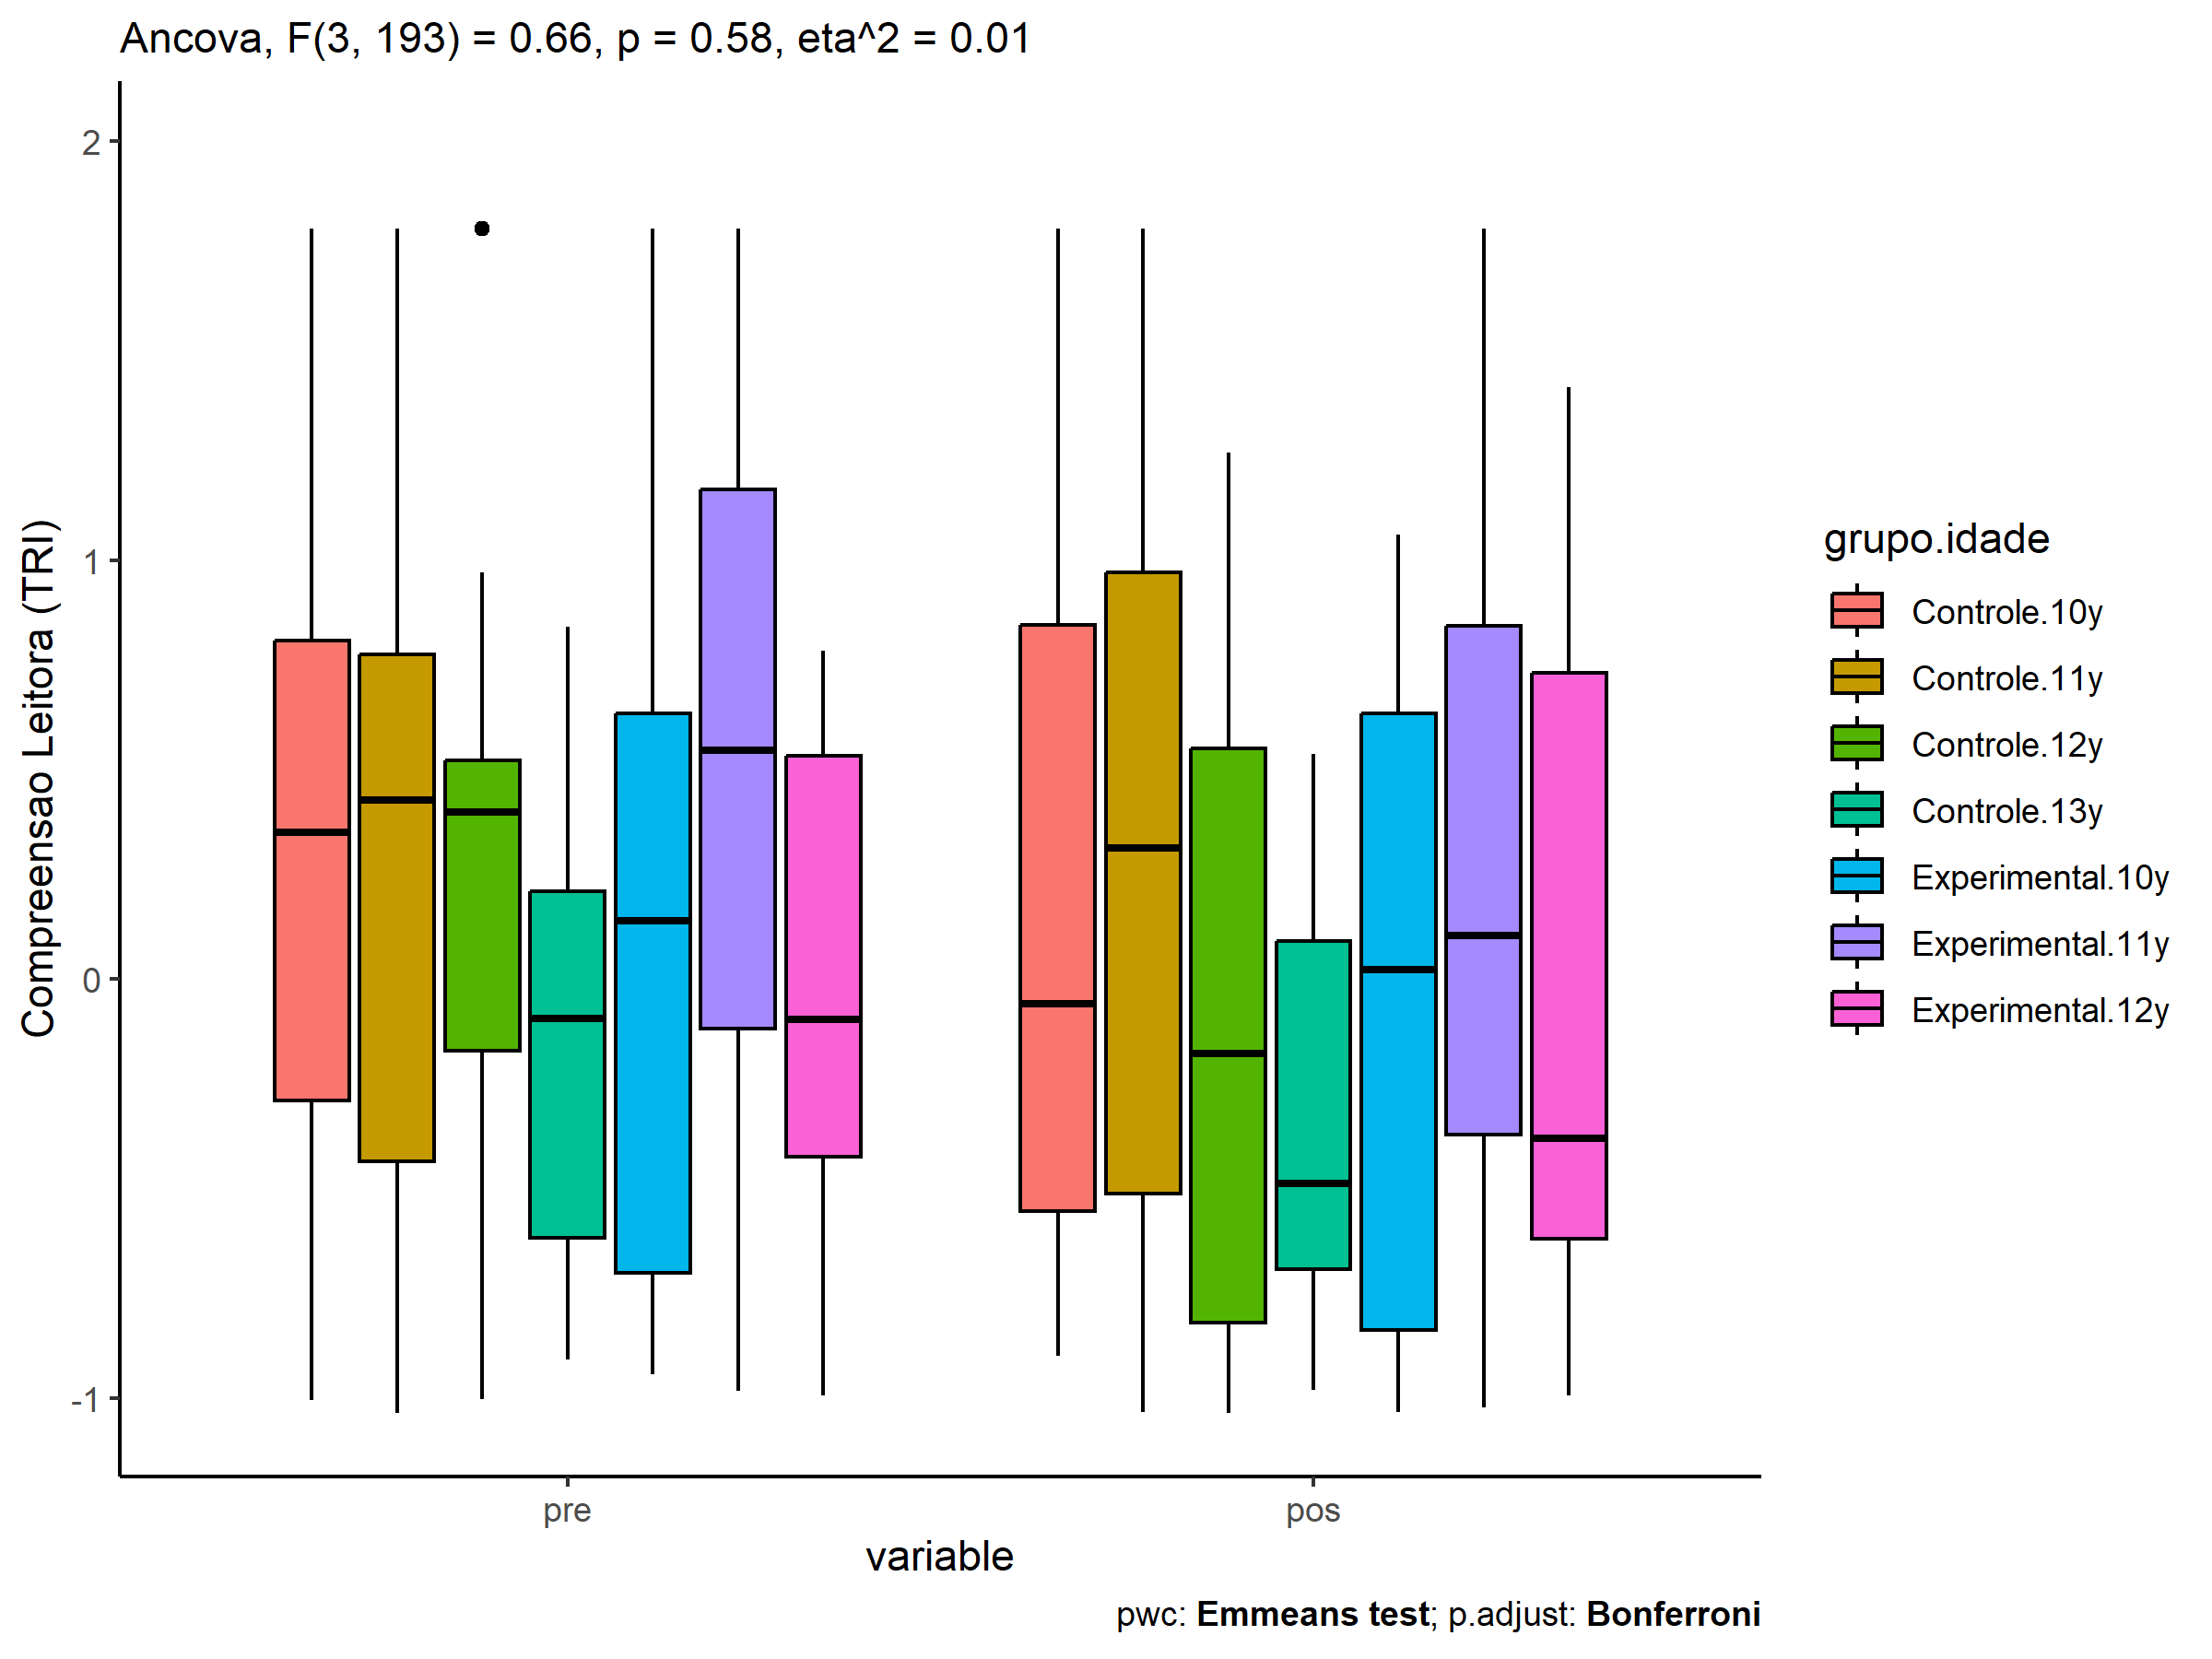 Ancova, F(3, 193) = 0.66, p = 0.58, eta^2 = 0.01
Compreensao Leitora (TRI)
2
1
0
-1
pre
pos
variable
grupo.idade
Controle.10y
Controle.11y
Controle.12y
Controle.13y
Experimental.10y
Experimental.11y
Experimental.12y
pwc: Emmeans test; p.adjust: Bonferroni